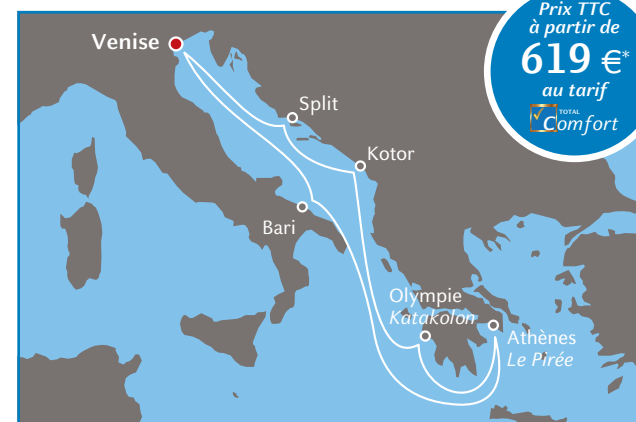 Prix TTC
à partir de
619 €*
au tarif
TOTAL
Comfort
Venise
Split
Kotor
Bari
Olympie
Katakolon
Athènes
Le Pirée